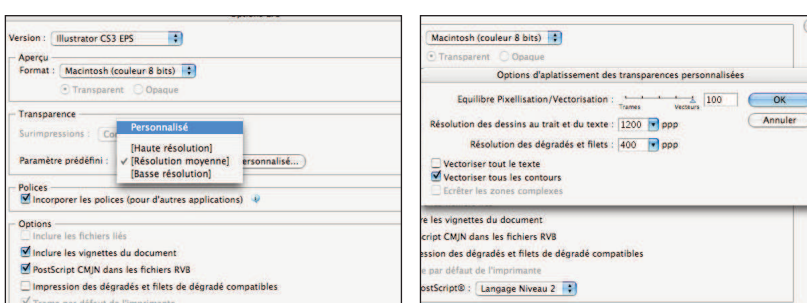 Version : Illustrator CS3 EPS
Aperçu
Format : Macintosh (couleur 8 bits)
Transparent Opaque
Transparence
Personnalisé
Surimpressions :
[Haute résolution]
Paramètre prédéfini : ✓ [Résolution moyenne] ersonnalisé...)
[Basse résolution]
Polices
Incorporer les polices (pour d'autres applications)
Options
Inclure les fichiers liés
Inclure les vignettes du document
PostScript CMJN dans les fichiers RVB
Impression des dégradés et filets de dégradé compatibles
Trame par défaut de l'imprimante
Macintosh (couleur 8 bits)
Transparent Opaque
Options d'aplatissement des transparences personnalisées
Equilibre Pixellisation/Vectorisation : 100 OK
Trames Vecteurs
Résolution des dessins au trait et du texte : 1200 ppp Annuler
Résolution des dégradés et filets : 400 ppp
Vectoriser tout le texte
Vectoriser tous les contours
Ecrêter les zones complexes
re les vignettes du document
cript CMJN dans les fichiers RVB
ession des dégradés et filets de dégradé compatibles
e par défaut de l'imprimante
ostScript® : Langage Niveau 2